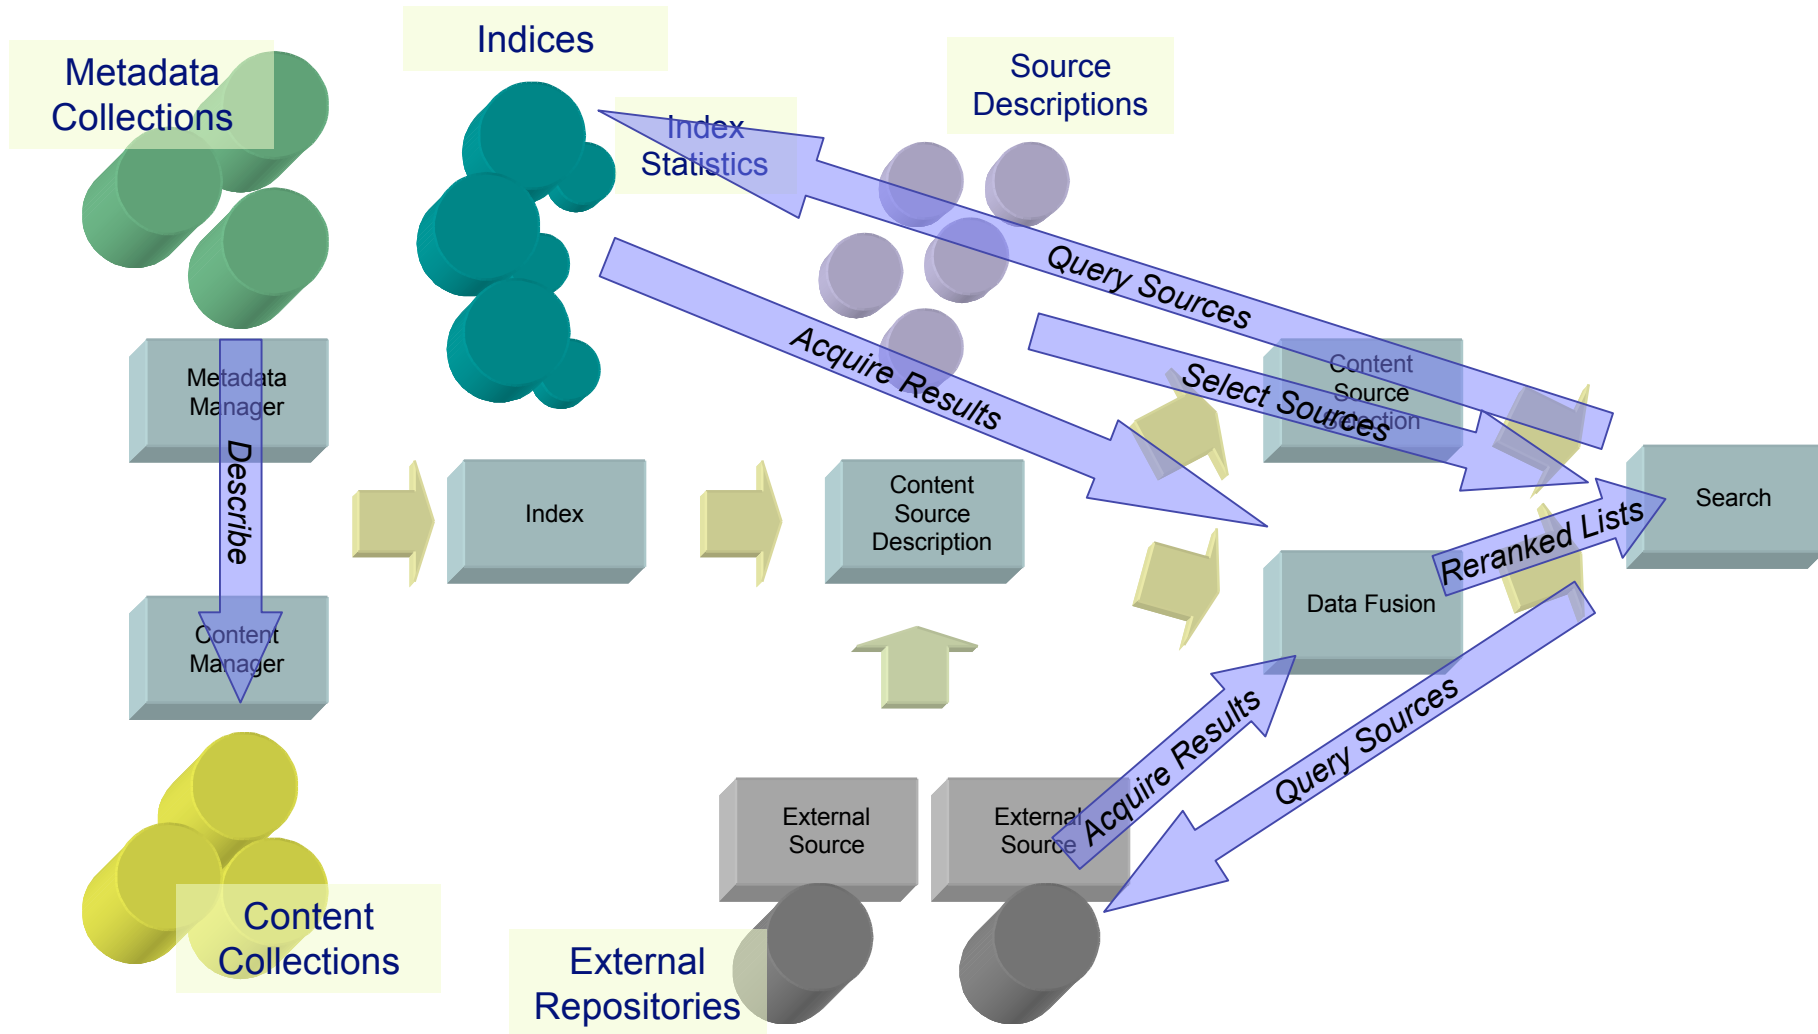 Metadata
Collections
Indices
Source
Descriptions
Index
Statistics
Query Sources
Acquire Results
Select Sources
Metadata
Manager
Describe
Content
Source
Selection
Index
Content
Source
Description
Search
Reranked Lists
Data Fusion
Content
Manager
Acquire Results
Query Sources
External
Source
External
Source
Content
Collections
External
Repositories